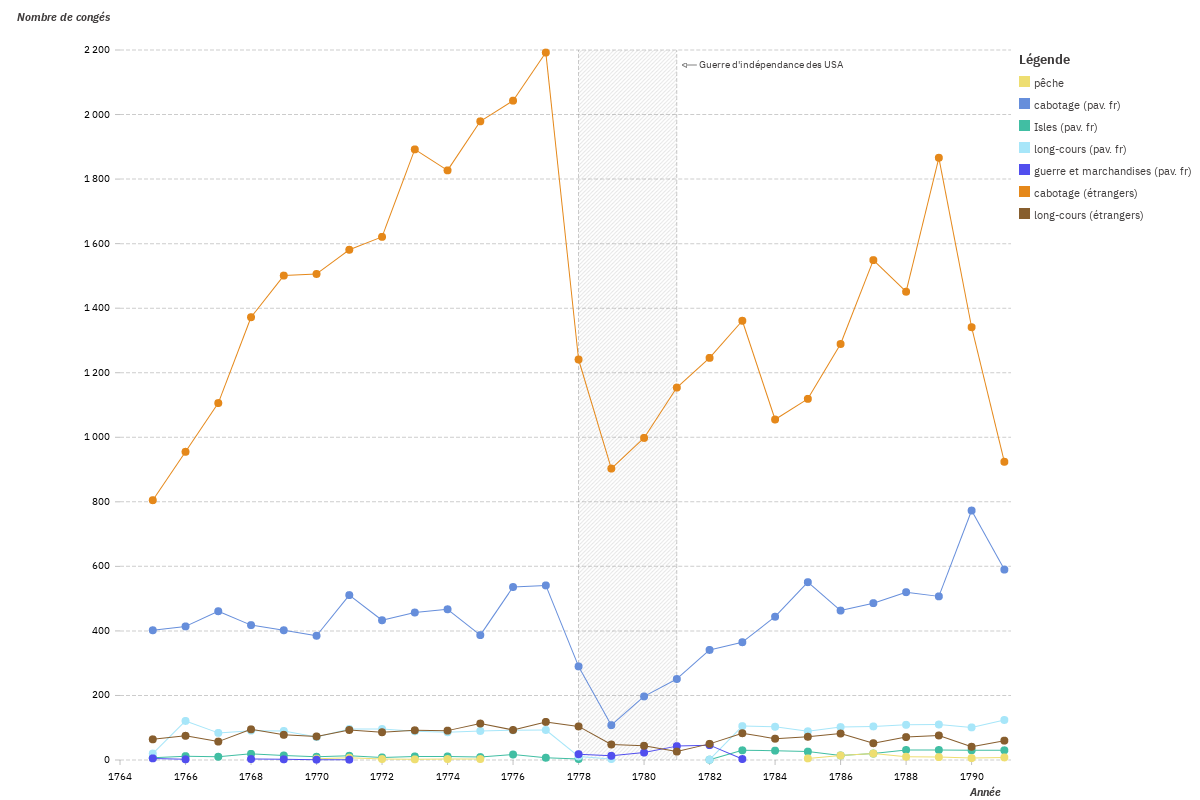 Nombre de congés
2 200
Guerre d'indépendance des USA
2 000
1 800
1 600
1 400
1 200
1 000
800
600
400
200
0
1764 1766 1768 1770 1772 1774 1776 1778 1780 1782 1784 1786 1788 1790
Année
Légende
pêche
cabotage (pav. fr)
Isles (pav. fr)
long-cours (pav. fr)
guerre et marchandises (pav. fr)
cabotage (étrangers)
long-cours (étrangers)